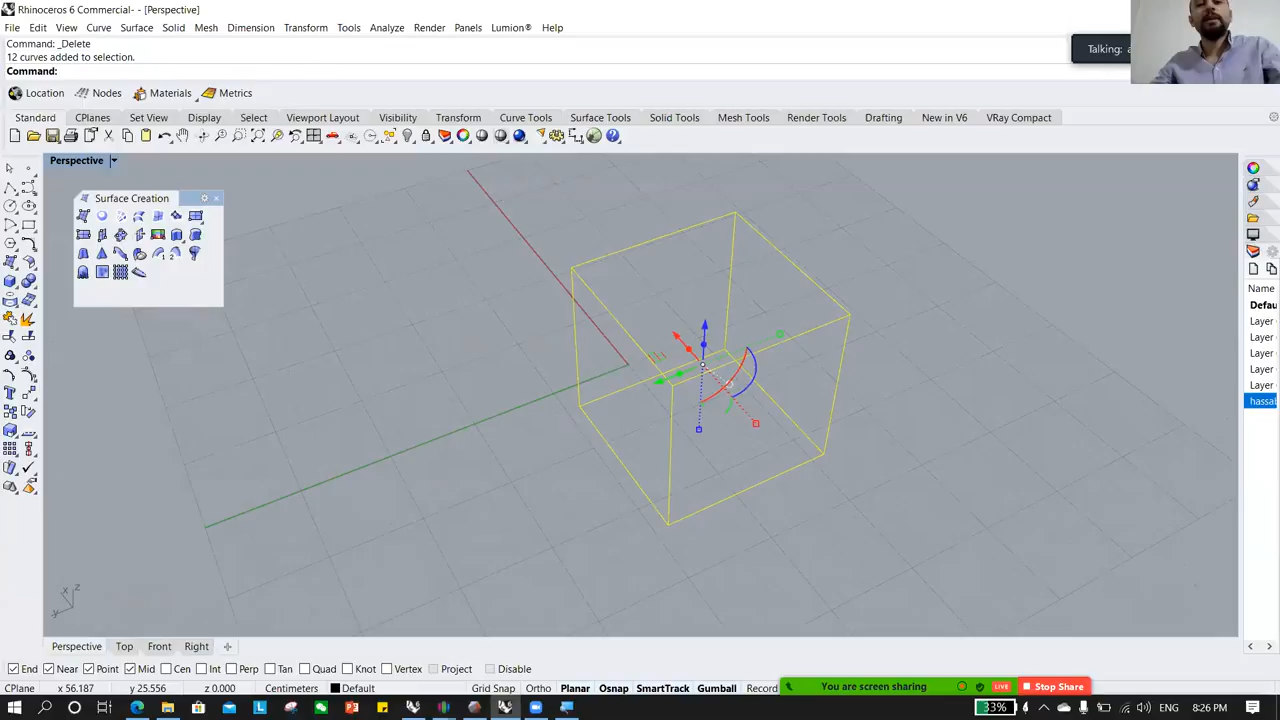 Rhinoceros 6 Commercial- - [Perspective]
File Edit View Curve Surface Solid Mesh Dimension Transform Tools Analyze Render Panels Lumion® Help
Command: _Delete
12 curves added to selection.
Command:
Talking:
Location Nodes Materials Metrics
Standard CPlanes Set View Display Select Viewport Layout Visibility Transform Curve Tools Surface Tools Solid Tools Mesh Tools Render Tools Drafting New in V6 VRay Compact
Perspective
Surface Creation
Name
Layer
Layer
Layer
Layer
Layer
z
x
y
Perspective Top Front Right
End Near Point Mid Cen Int Perp Tan Quad Knot Vertex Project Disable
CPlane x 56.187 y 25.556 z 0.000 Centimeters Default Grid Snap Ortho Planar Osnap SmartTrack Gumball Record
You are screen sharing LIVE Stop Share
33% ENG 8:26 PM